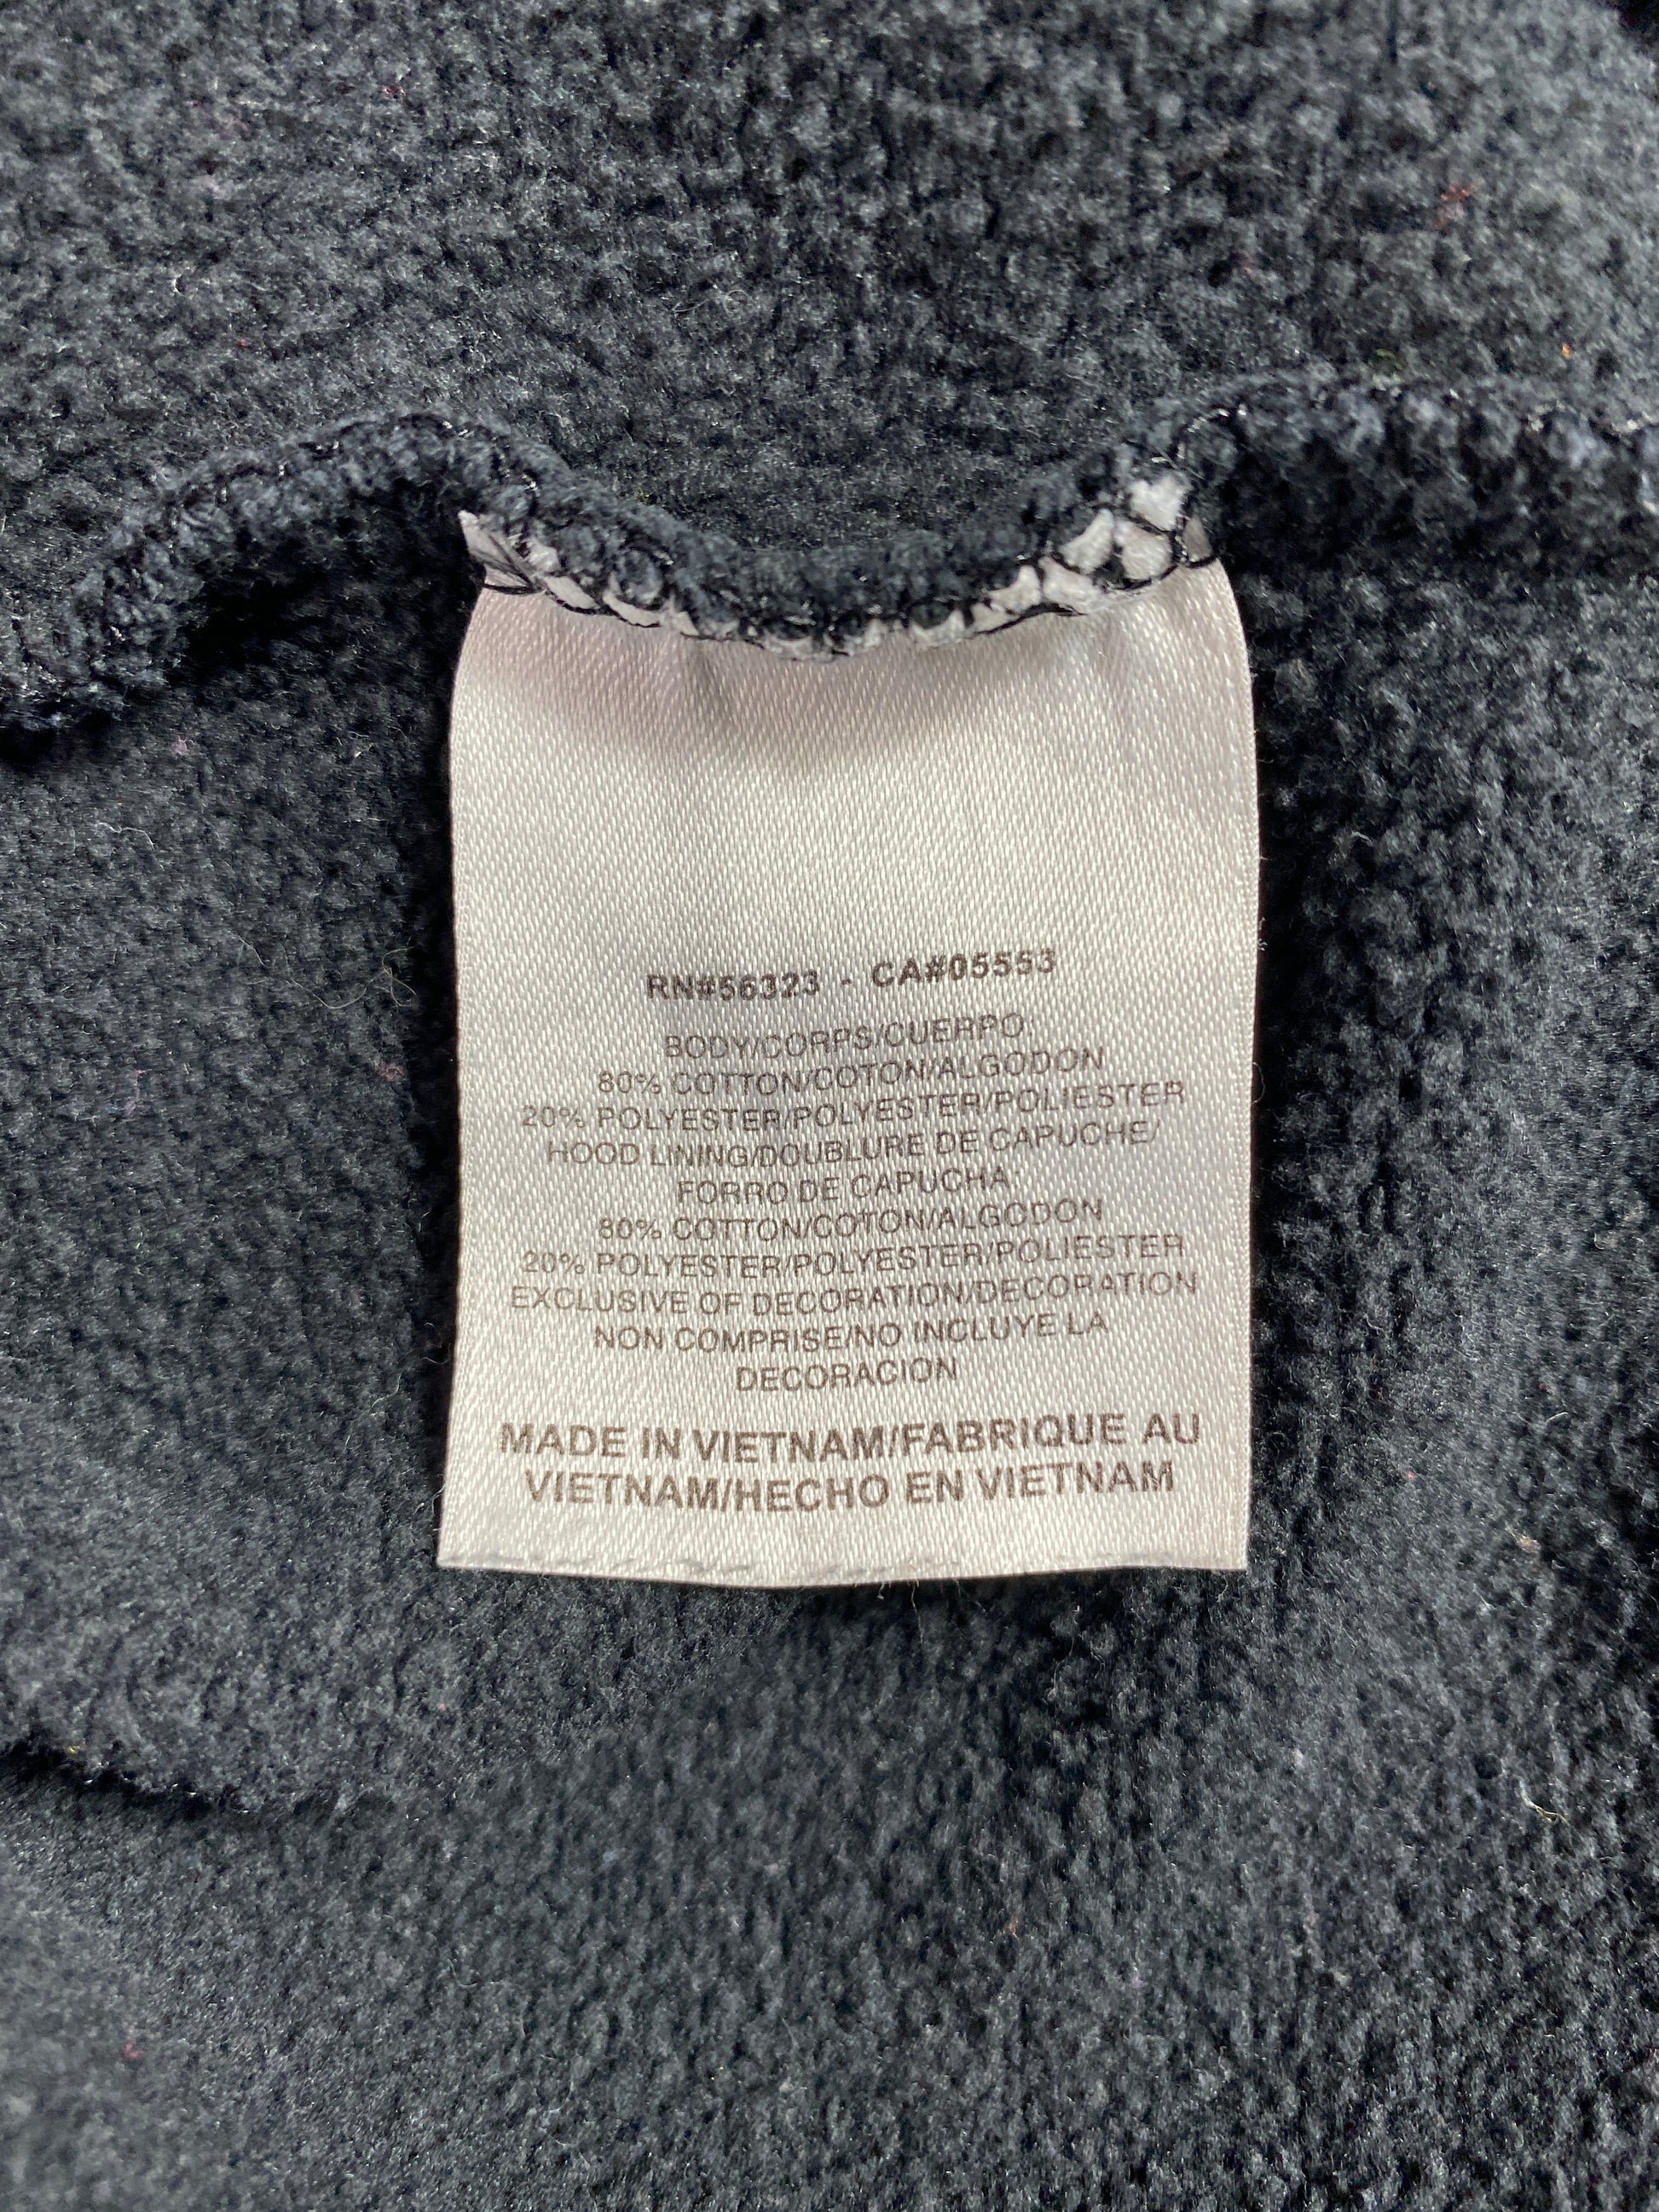 RN#56323 - CA#05553
BODY/CORPS/CUERPO:
80% COTTON/COTON/ALGODON
20% POLYESTER/POLYESTER/POLIESTER
HOOD LINING/DOUBLURE DE CAPUCHE/
FORRO DE CAPUCHA:
80% COTTON/COTON/ALGODON
20% POLYESTER/POLYESTER/POLIESTER
EXCLUSIVE OF DECORATION/DECORATION
NON COMPRISE/NO INCLUYE LA
DECORACION
MADE IN VIETNAM/FABRIQUE AU
VIETNAM/HECHO EN VIETNAM